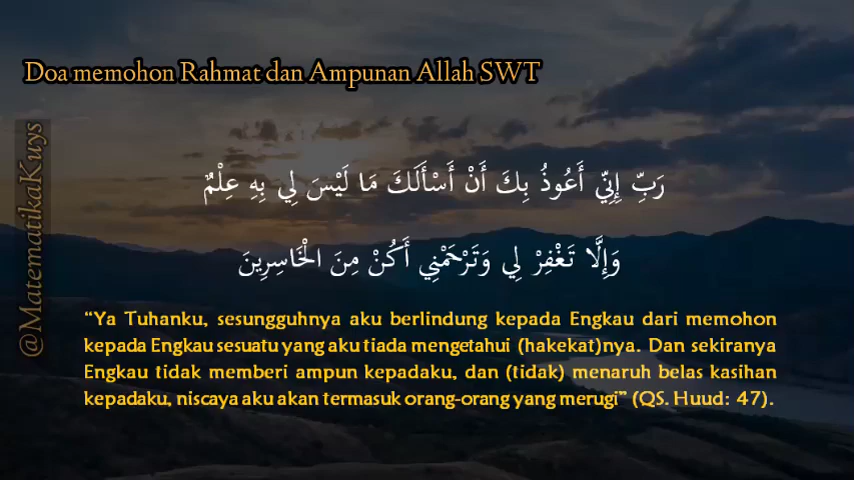 Doa memohon Rahmat dan Ampunan Allah SWT
@MatematikaKuys
رَبِّ إِنِّي أَعُوذُ بِكَ أَنْ أَسْأَلَكَ مَا لَيْسَ لِي بِهِ عِلْمٌ
وَإِلَّا تَغْفِرْ لِي وَتَرْحَمْنِي أَكُنْ مِنَ الْخَاسِرِينَ
“Ya Tuhanku, sesungguhnya aku berlindung kepada Engkau dari memohon
kepada Engkau sesuatu yang aku tiada mengetahui (hakekat)nya. Dan sekiranya
Engkau tidak memberi ampun kepadaku, dan (tidak) menaruh belas kasihan
kepadaku, niscaya aku akan termasuk orang-orang yang merugi” (QS. Huud: 47).